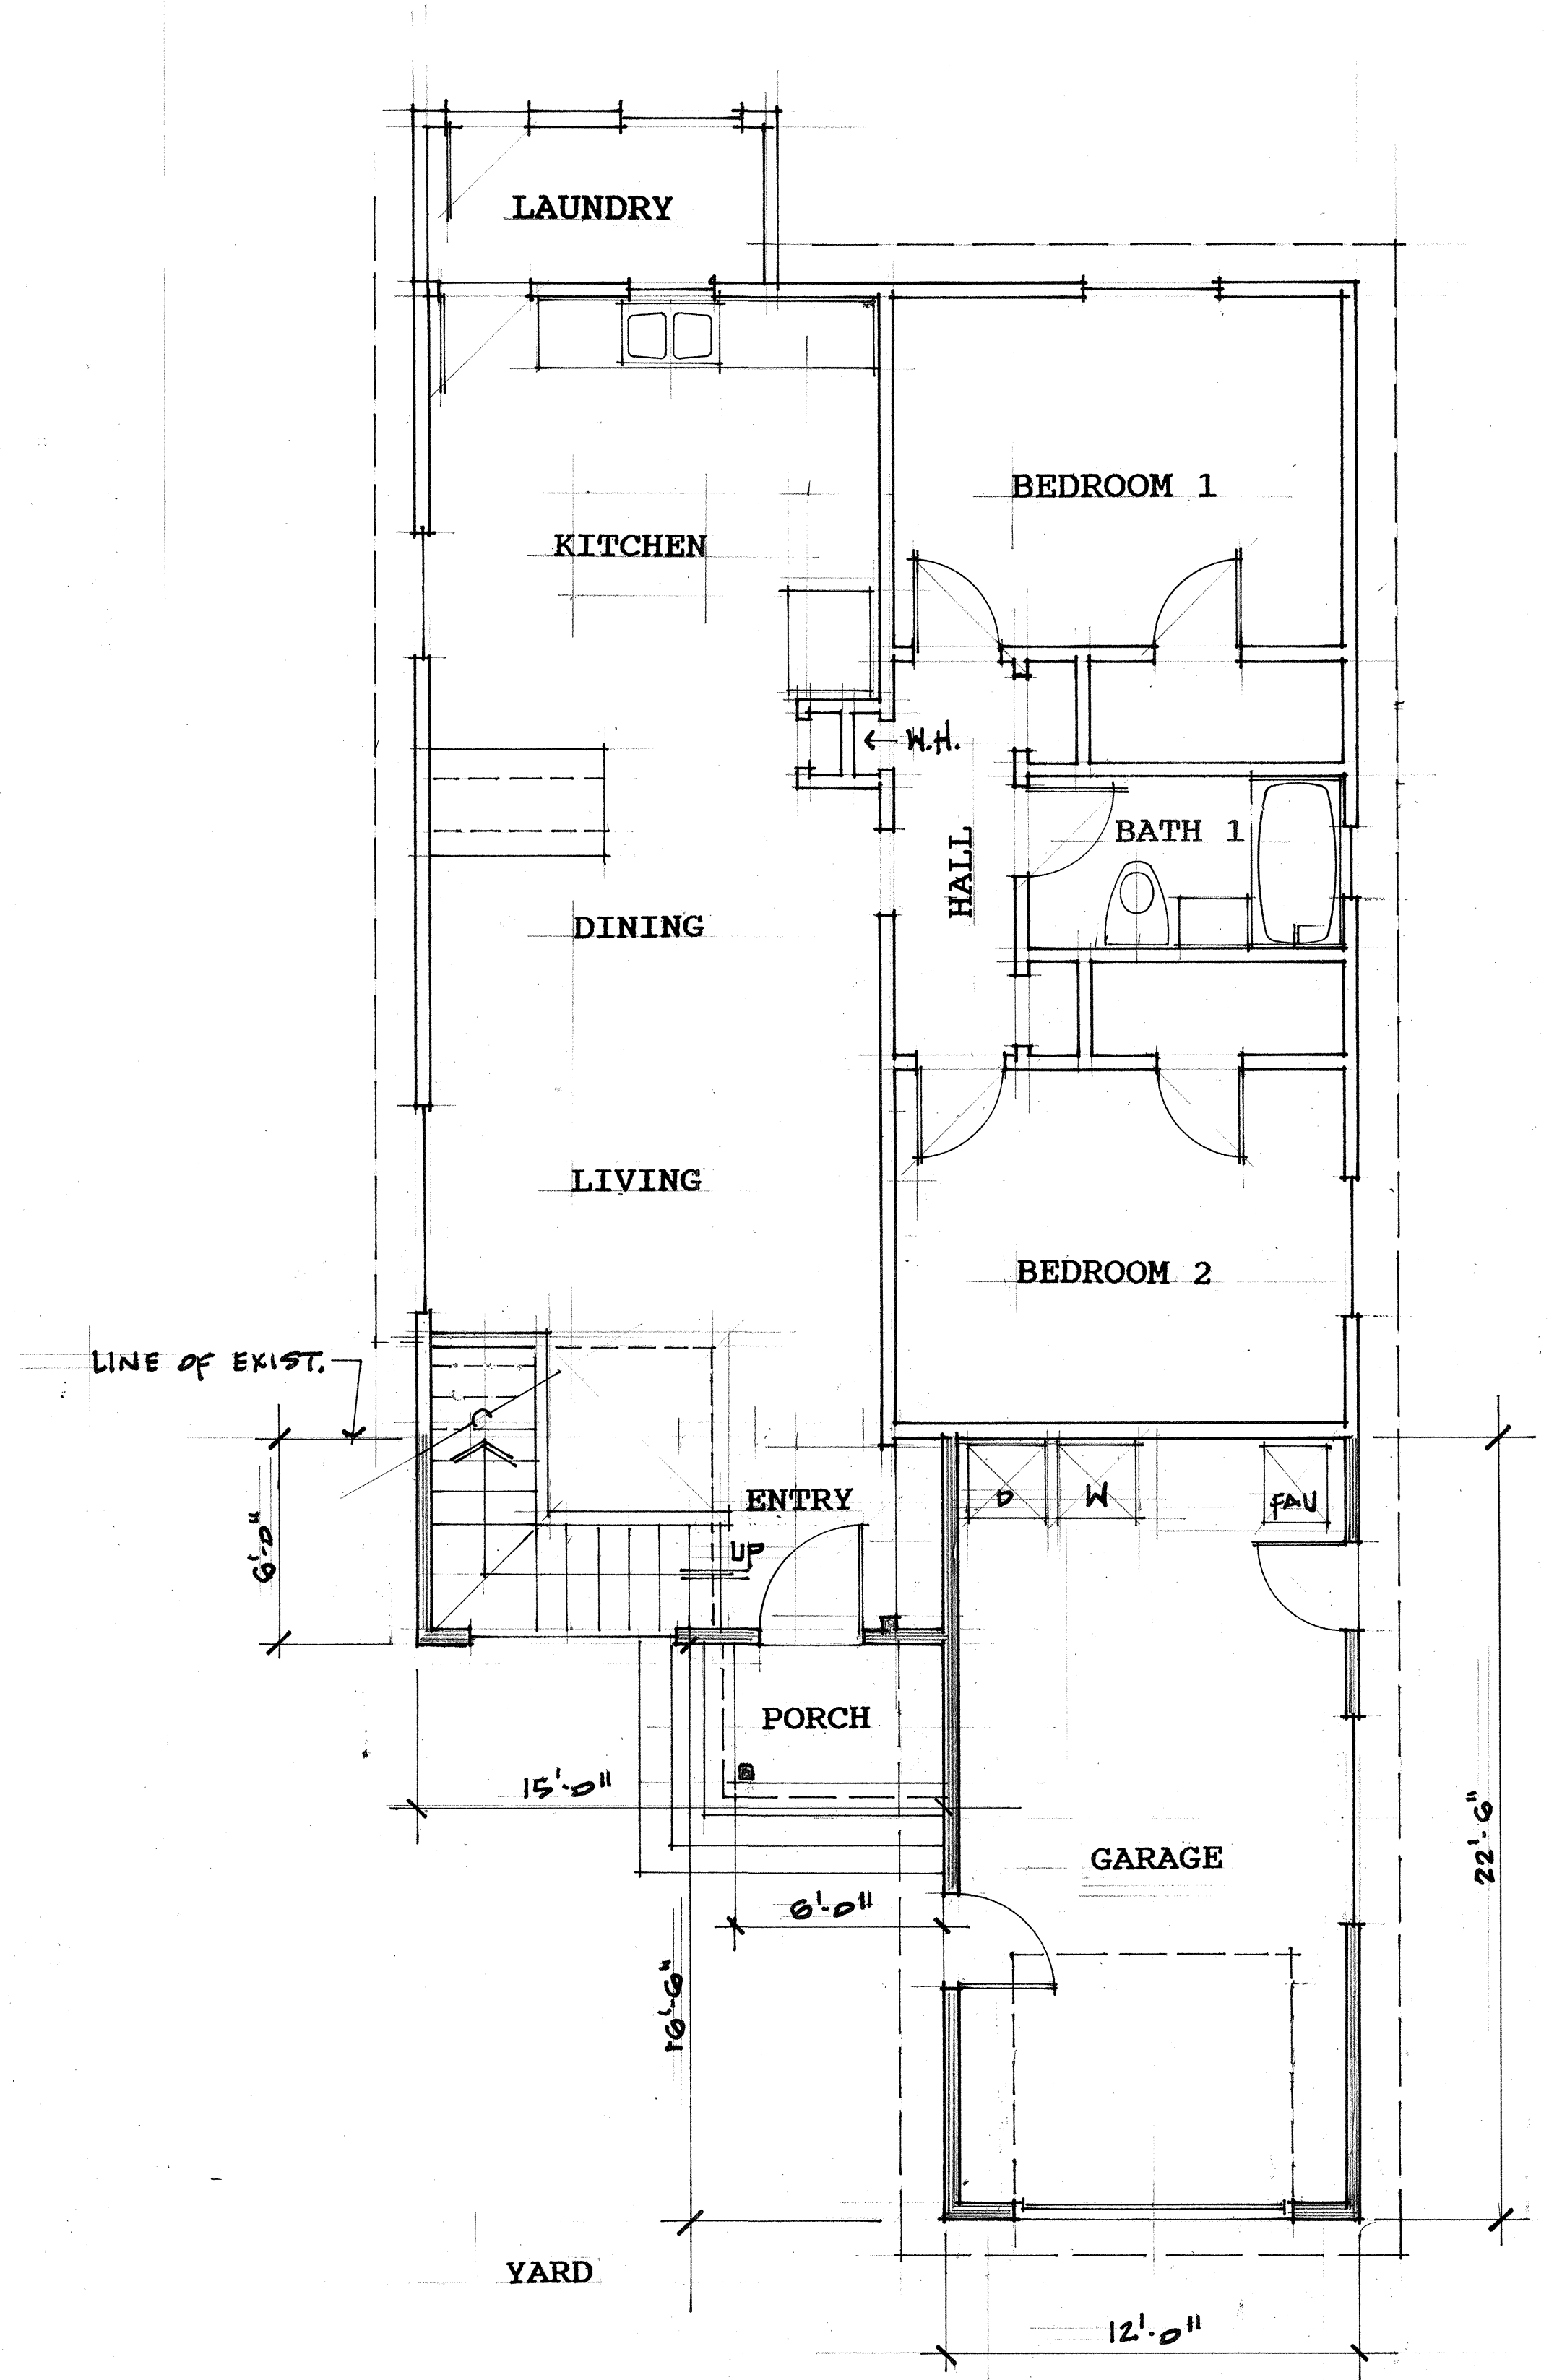 LAUNDRY
BEDROOM 1
KITCHEN
W.H.
BATH 1
HALL
DINING
LIVING
BEDROOM 2
LINE OF EXIST.
ENTRY
D
W
FAU
6'-0"
UP
PORCH
15'-0"
22'-6"
GARAGE
6'-0"
16'-6"
YARD
12'-0"